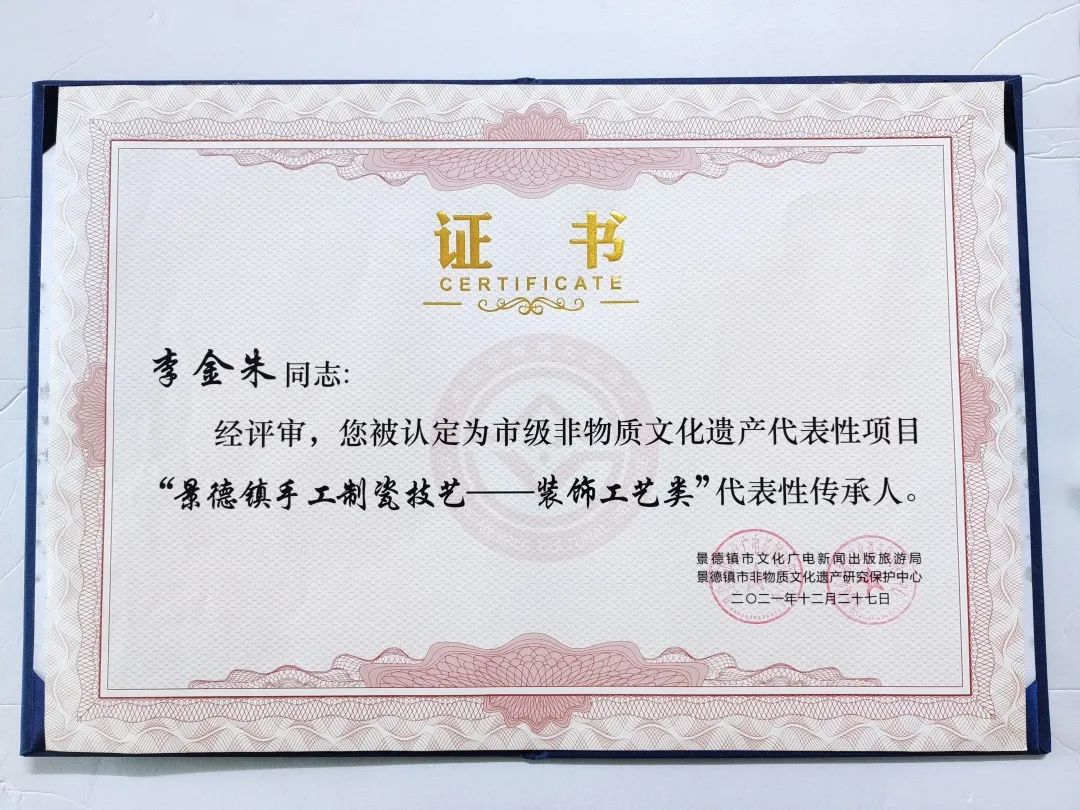 证 书
CERTIFICATE
李金朱同志:
经评审，您被认定为市级非物质文化遗产代表性项目
“景德镇手工制瓷技艺——装饰工艺类”代表性传承人。
景德镇市文化广电新闻出版旅游局
景德镇市非物质文化遗产研究保护中心
二〇二一年十二月二十七日